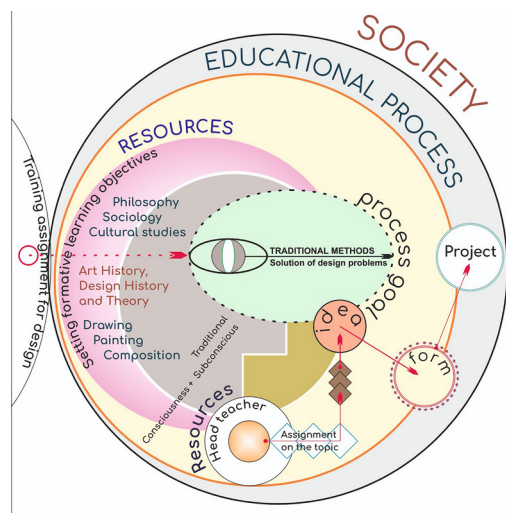 SOCIETY
EDUCATIONAL PROCESS
RESOURCES
Setting formative learning objectives
Training assignment for design
Philosophy
Sociology
Cultural studies
Art History,
Design History
and Theory
Drawing
Painting
Composition
TRADITIONAL METHODS
Solution of design problems
process goal
Project
idea
form
Traditional
Consciousness + Subconscious
Resources
Head teacher
Assignment
on the topic